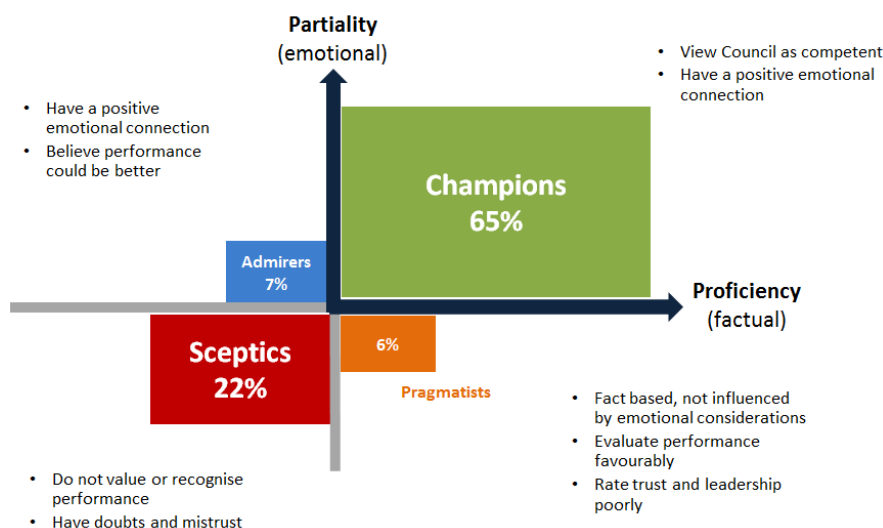 Partiality
(emotional)
• View Council as competent
• Have a positive emotional
connection
• Have a positive
emotional connection
• Believe performance
could be better
Champions
65%
Admirers
7%
Proficiency
(factual)
Sceptics
22%
6%
Pragmatists
• Fact based, not influenced
by emotional considerations
• Evaluate performance
favourably
• Rate trust and leadership
poorly
• Do not value or recognise
performance
• Have doubts and mistrust